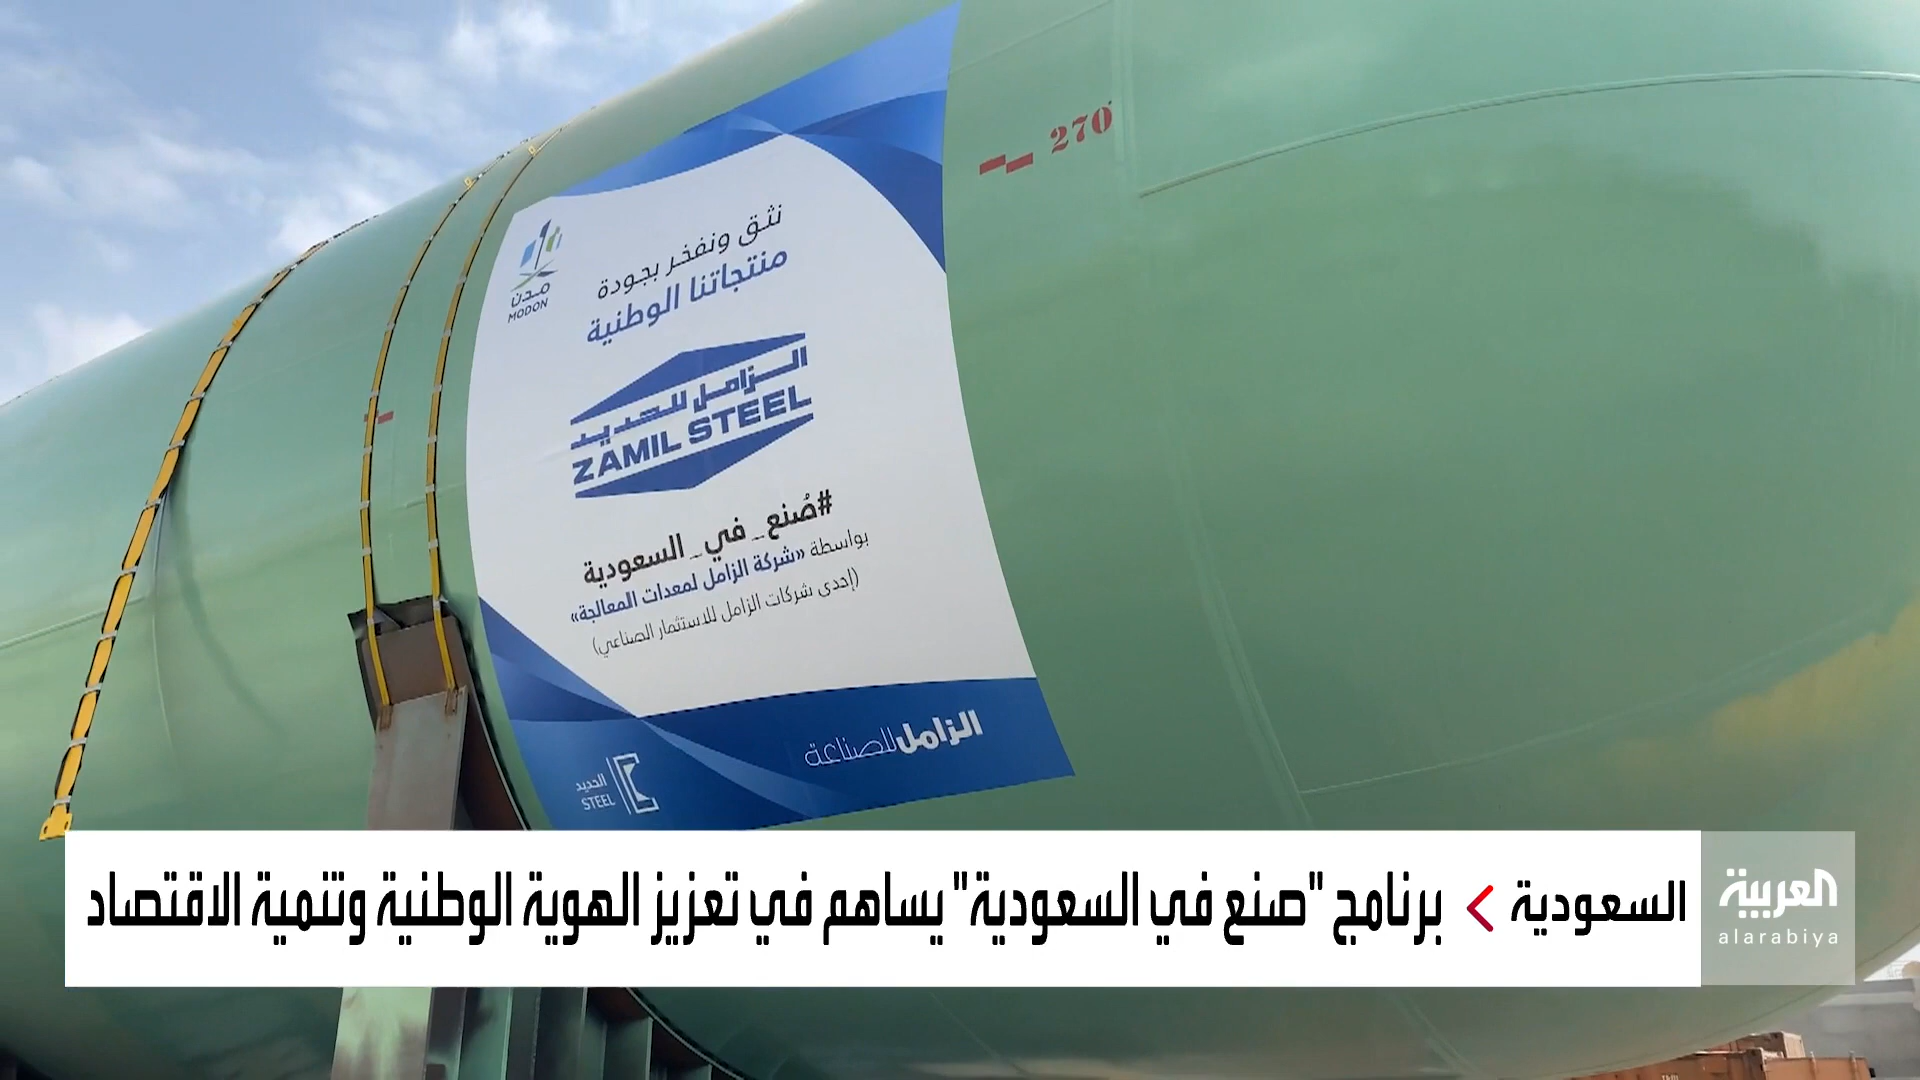 270
مدن
MODON
نثق ونفخر بجودة
منتجاتنا الوطنية
الزامل للحديد
ZAMIL STEEL
#صُنع_في_السعودية
بواسطة «شركة الزامل لمعدات المعالجة»
(إحدى شركات الزامل للاستثمار الصناعي)
الزامل للصناعة
الحديد
STEEL
السعودية
برنامج "صنع في السعودية" يساهم في تعزيز الهوية الوطنية وتنمية الاقتصاد
العربية
alarabiya